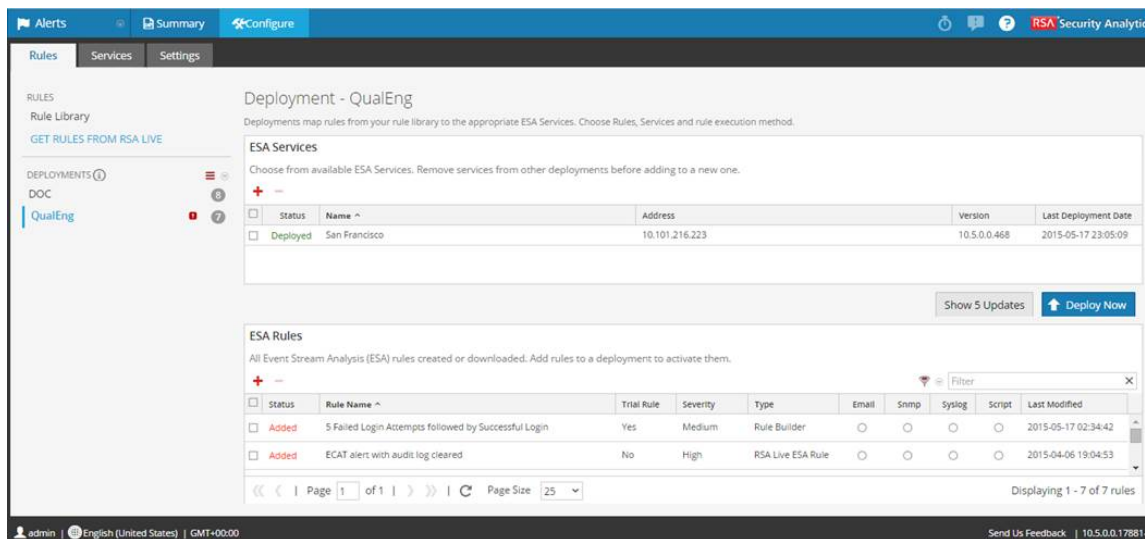 Alerts Summary Configure RSA Security Analytic
Rules Services Settings
RULES
Rule Library
GET RULES FROM RSA LIVE
DEPLOYMENTS
DOC 8
QualEng 7
Deployment - QualEng
Deployments map rules from your rule library to the appropriate ESA Services. Choose Rules, Services and rule execution method.
ESA Services
Choose from available ESA Services. Remove services from other deployments before adding to a new one.
Status Name Address Version Last Deployment Date
Deployed San Francisco 10.101.216.223 10.5.0.0.468 2015-05-17 23:05:09
Show 5 Updates Deploy Now
ESA Rules
All Event Stream Analysis (ESA) rules created or downloaded. Add rules to a deployment to activate them.
Filter
Status Rule Name Trial Rule Severity Type Email Snmp Syslog Script Last Modified
Added 5 Failed Login Attempts followed by Successful Login Yes Medium Rule Builder 2015-05-17 02:34:42
Added ECAT alert with audit log cleared No High RSA Live ESA Rule 2015-04-06 19:04:53
| Page 1 of 1 | | Page Size 25 Displaying 1 - 7 of 7 rules
admin | English (United States) | GMT+00:00 Send Us Feedback | 10.5.0.0.17881